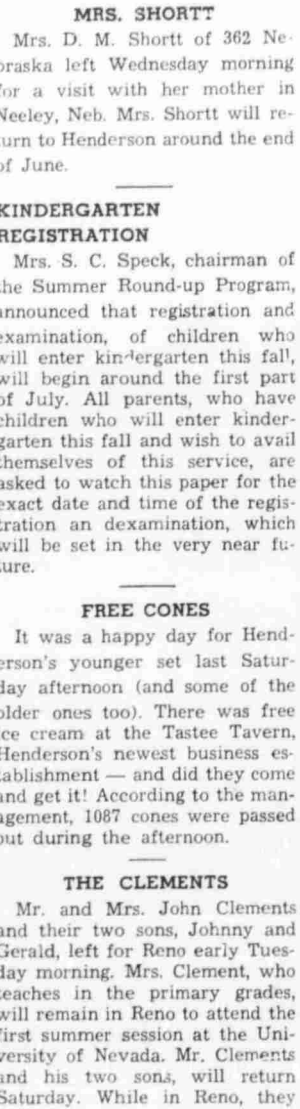 MRS. SHORTT
Mrs. D. M. Shortt of 362 Ne-
braska left Wednesday morning
for a visit with her mother in
Neeley, Neb. Mrs. Shortt will re-
turn to Henderson around the end
of June.
KINDERGARTEN
REGISTRATION
Mrs. S. C. Speck, chairman of
the Summer Round-up Program,
announced that registration and
examination, of children who
will enter kindergarten this fall,
will begin around the first part
of July. All parents, who have
children who will enter kinder-
garten this fall and wish to avail
themselves of this service, are
asked to watch this paper for the
exact date and time of the regis-
tration an dexamination, which
will be set in the very near fu-
ture.
FREE CONES
It was a happy day for Hend-
erson's younger set last Satur-
day afternoon (and some of the
older ones too). There was free
ice cream at the Tastee Tavern,
Henderson's newest business es-
tablishment — and did they come
and get it! According to the man-
agement, 1087 cones were passed
out during the afternoon.
THE CLEMENTS
Mr. and Mrs. John Clements
and their two sons, Johnny and
Gerald, left for Reno early Tues-
day morning. Mrs. Clement, who
teaches in the primary grades,
will remain in Reno to attend the
first summer session at the Uni-
versity of Nevada. Mr. Clements
and his two sons, will return
Saturday. While in Reno, they